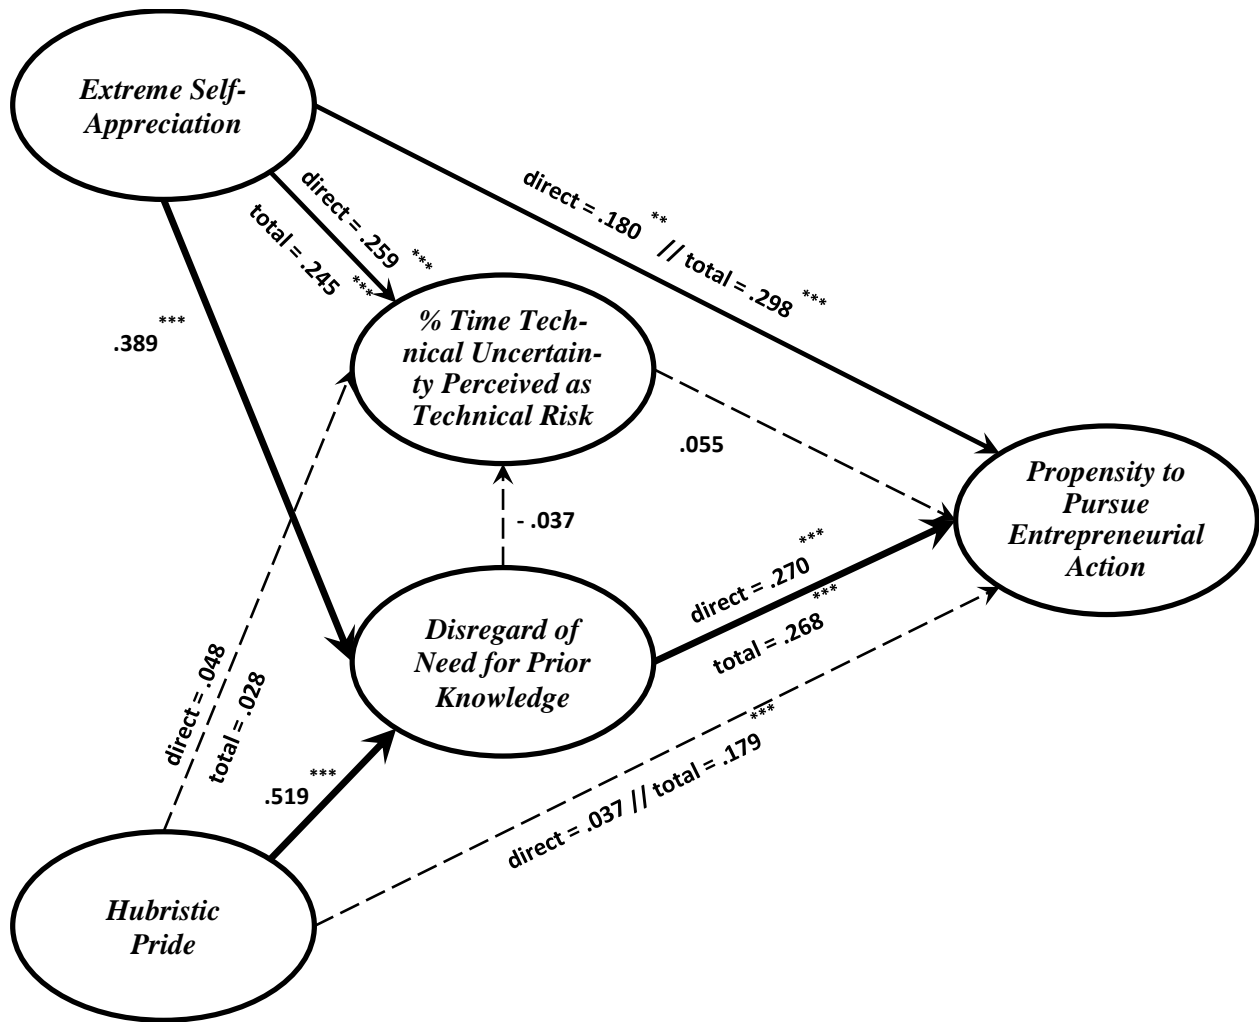 Extreme Self-
Appreciation
direct = .180** // total = .298***
direct = .259***
total = .245***
.389***
% Time Tech-
nical Uncertain-
ty Perceived as
Technical Risk
.055
Propensity to
Pursue
Entrepreneurial
Action
- .037
direct = .270***
total = .268***
Disregard of
Need for Prior
Knowledge
direct = .048
total = .028
.519***
direct = .037 // total = .179***
Hubristic
Pride